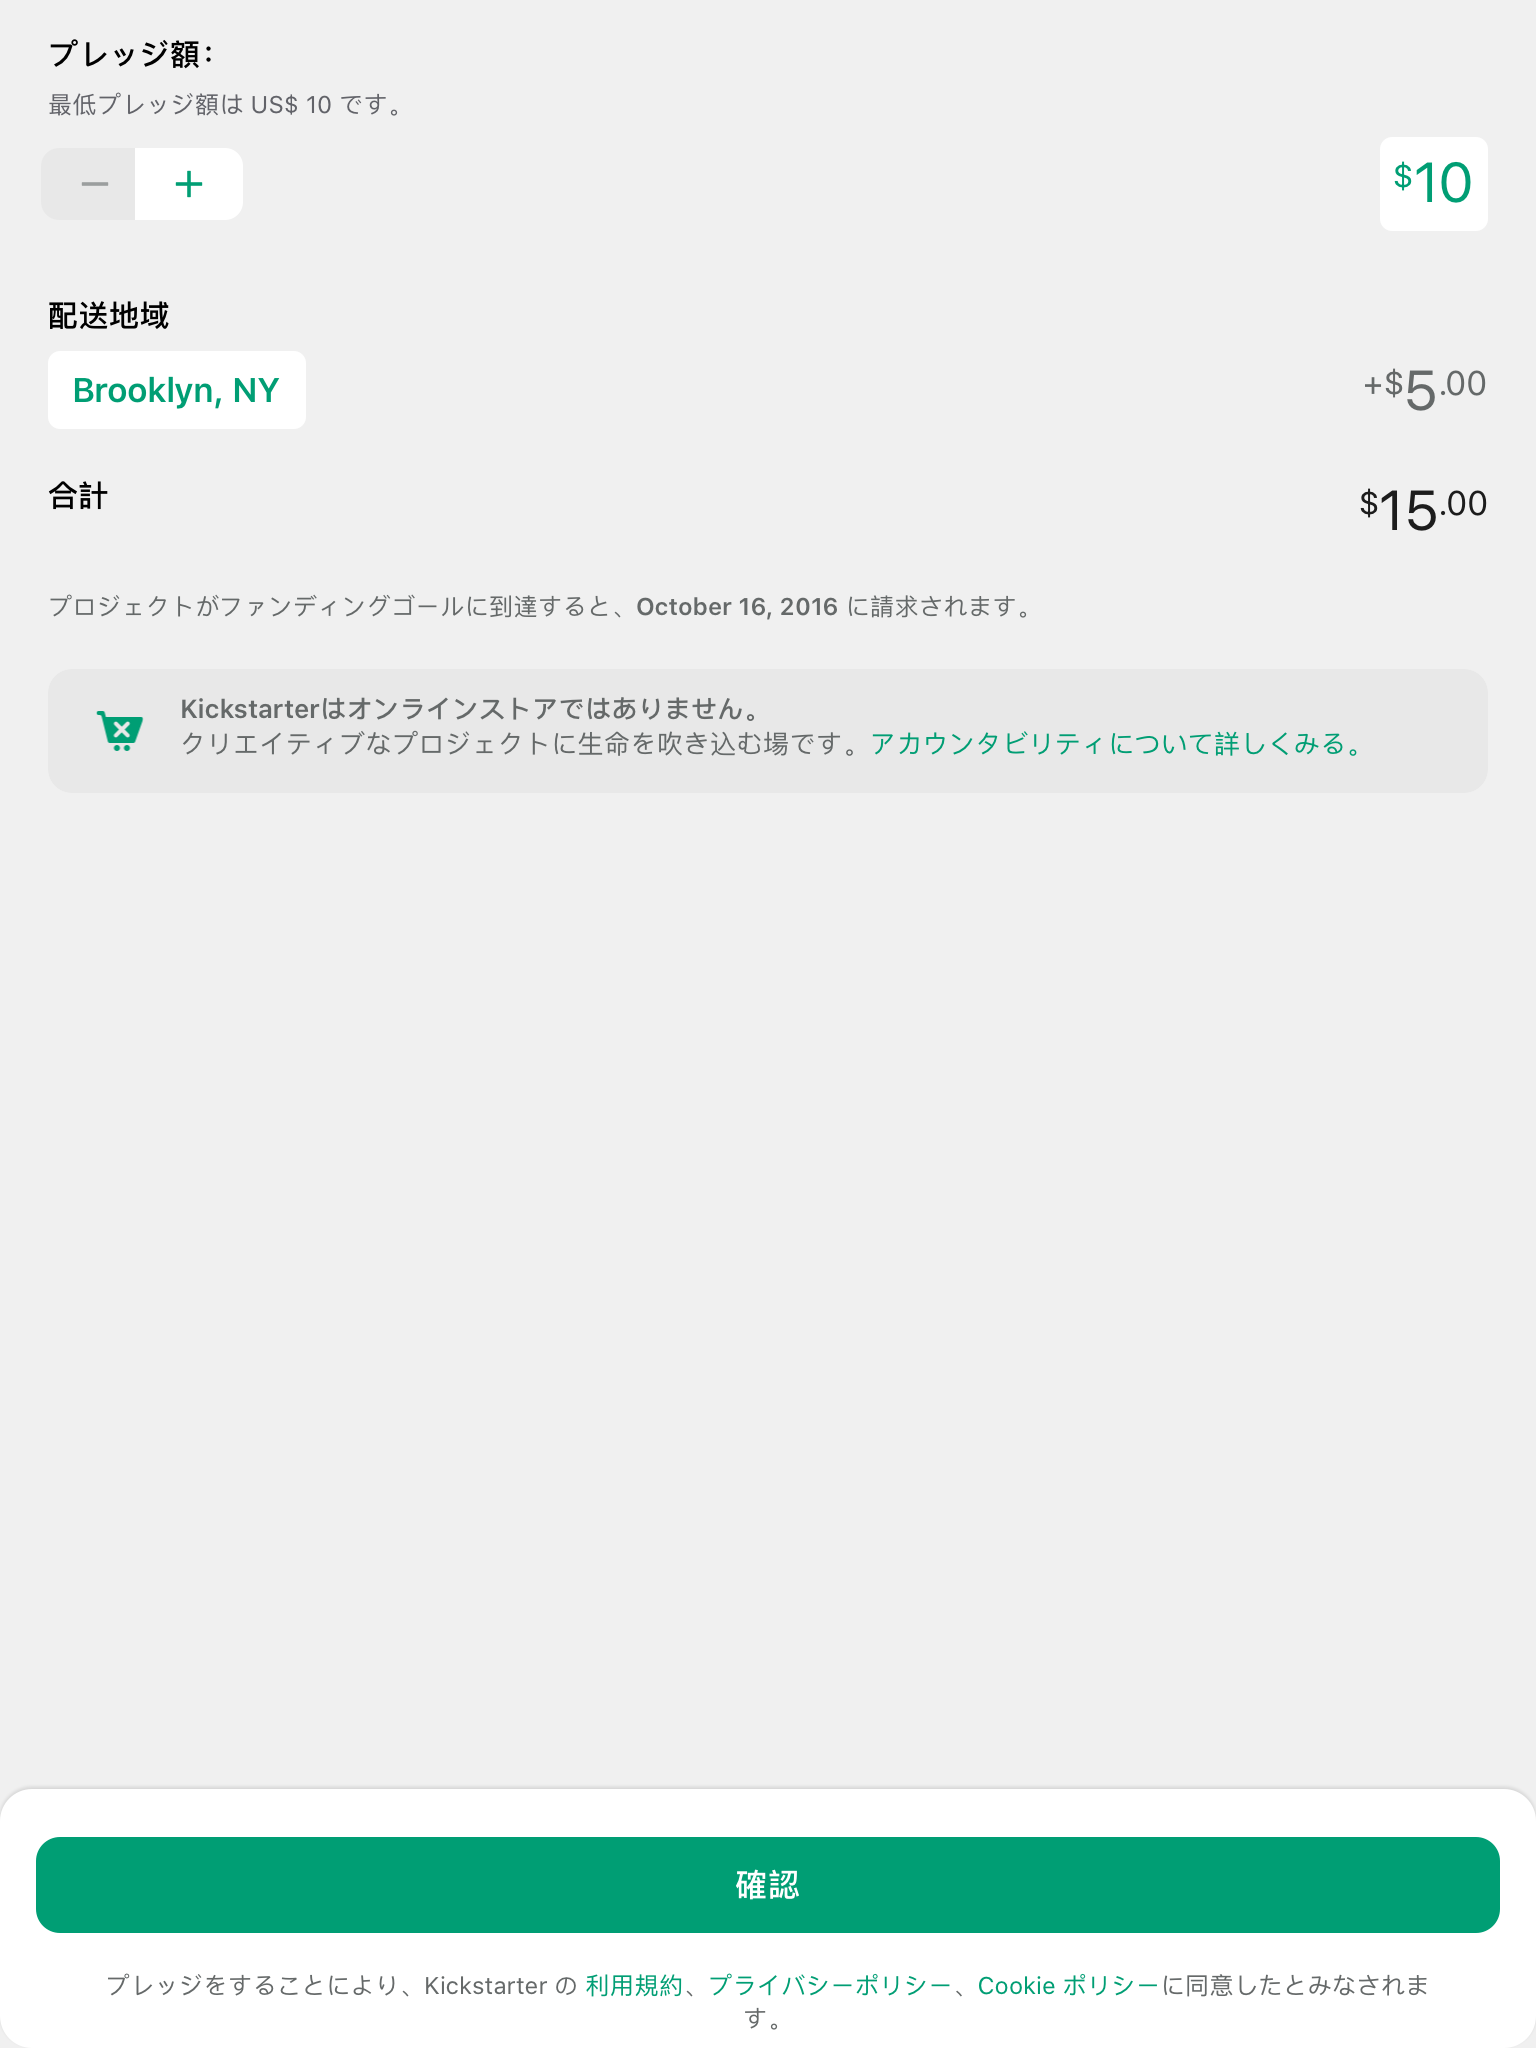 プレッジ額：
最低プレッジ額は US$ 10 です。
− +
$10
配送地域
Brooklyn, NY
+$5.00
合計
$15.00
プロジェクトがファンディングゴールに到達すると、October 16, 2016 に請求されます。
Kickstarterはオンラインストアではありません。
クリエイティブなプロジェクトに生命を吹き込む場です。アカウンタビリティについて詳しくみる。
確認
プレッジをすることにより、Kickstarter の 利用規約、プライバシーポリシー、Cookie ポリシーに同意したとみなされま
す。